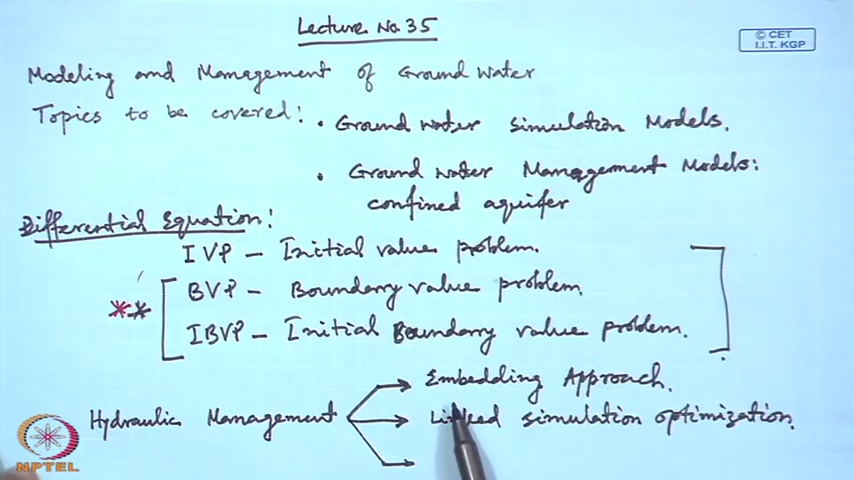 Lecture No. 35
© CET
I.I.T. KGP
Modeling and Management of Ground Water
Topics to be covered:
• Ground water simulation Models.
• Ground water Management Models:
confined aquifer
Differential Equation:
IVP – Initial value problem.
** BVP – Boundary value problem.
IBVP – Initial Boundary value problem.
Embedding Approach.
Hydraulic Management
simulation optimization.
NPTEL